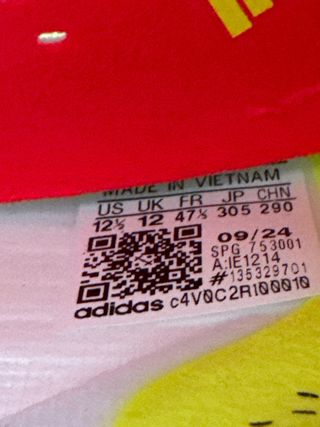 MADE IN VIETNAM
US UK FR JP CHN
12½ 12 47⅓ 305 290
09/24
SPG 753001
A:IE1214
#135329701
adidas c4V0C2R100010